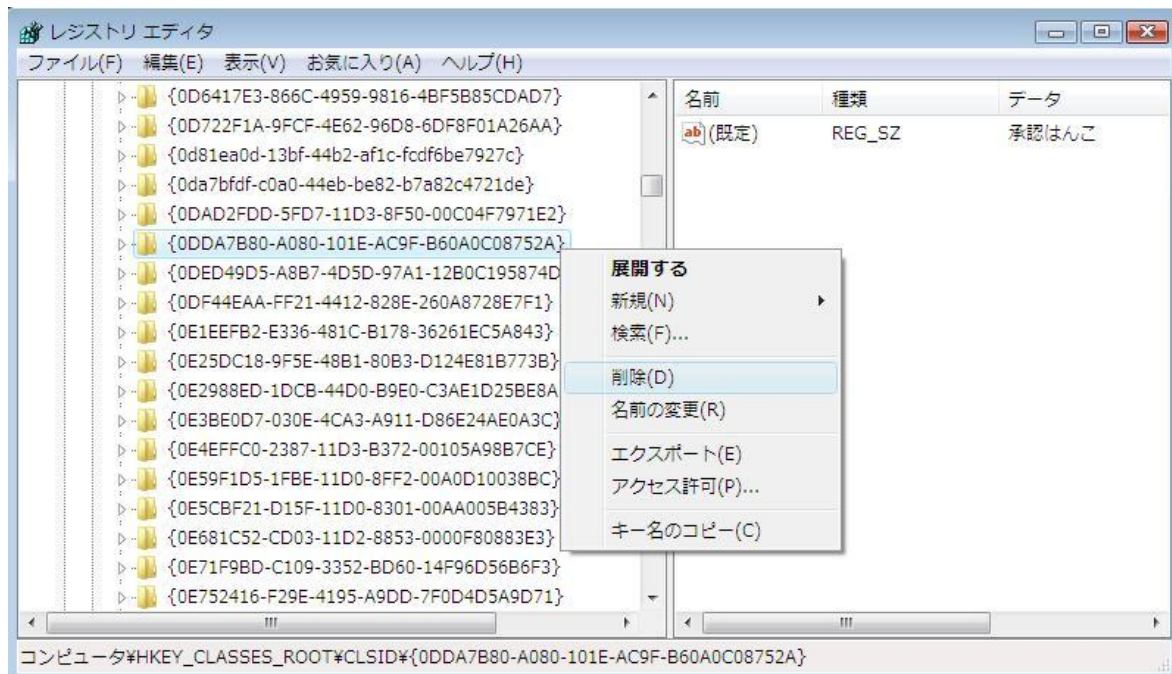 レジストリ エディタ
ファイル(F) 編集(E) 表示(V) お気に入り(A) ヘルプ(H)
{0D6417E3-866C-4959-9816-4BF5B85CDAD7}
{0D722F1A-9FCF-4E62-96D8-6DF8F01A26AA}
{0d81ea0d-13bf-44b2-af1c-fcdf6be7927c}
{0da7bfdf-c0a0-44eb-be82-b7a82c4721de}
{0DAD2FDD-5FD7-11D3-8F50-00C04F7971E2}
{0DDA7B80-A080-101E-AC9F-B60A0C08752A}
{0DED49D5-A8B7-4D5D-97A1-12B0C195874D
{0DF44EAA-FF21-4412-828E-260A8728E7F1}
{0E1EEFB2-E336-481C-B178-36261EC5A843}
{0E25DC18-9F5E-48B1-80B3-D124E81B773B}
{0E2988ED-1DCB-44D0-B9E0-C3AE1D25BE8A
{0E3BE0D7-030E-4CA3-A911-D86E24AE0A3C}
{0E4EFFC0-2387-11D3-B372-00105A98B7CE}
{0E59F1D5-1FBE-11D0-8FF2-00A0D10038BC}
{0E5CBF21-D15F-11D0-8301-00AA005B4383}
{0E681C52-CD03-11D2-8853-0000F80883E3}
{0E71F9BD-C109-3352-BD60-14F96D56B6F3}
{0E752416-F29E-4195-A9DD-7F0D4D5A9D71}
名前 種類 データ
ab (既定) REG_SZ 承認はんこ
展開する
新規(N)
検索(F)...
削除(D)
名前の変更(R)
エクスポート(E)
アクセス許可(P)...
キー名のコピー(C)
コンピュータ¥HKEY_CLASSES_ROOT¥CLSID¥{0DDA7B80-A080-101E-AC9F-B60A0C08752A}